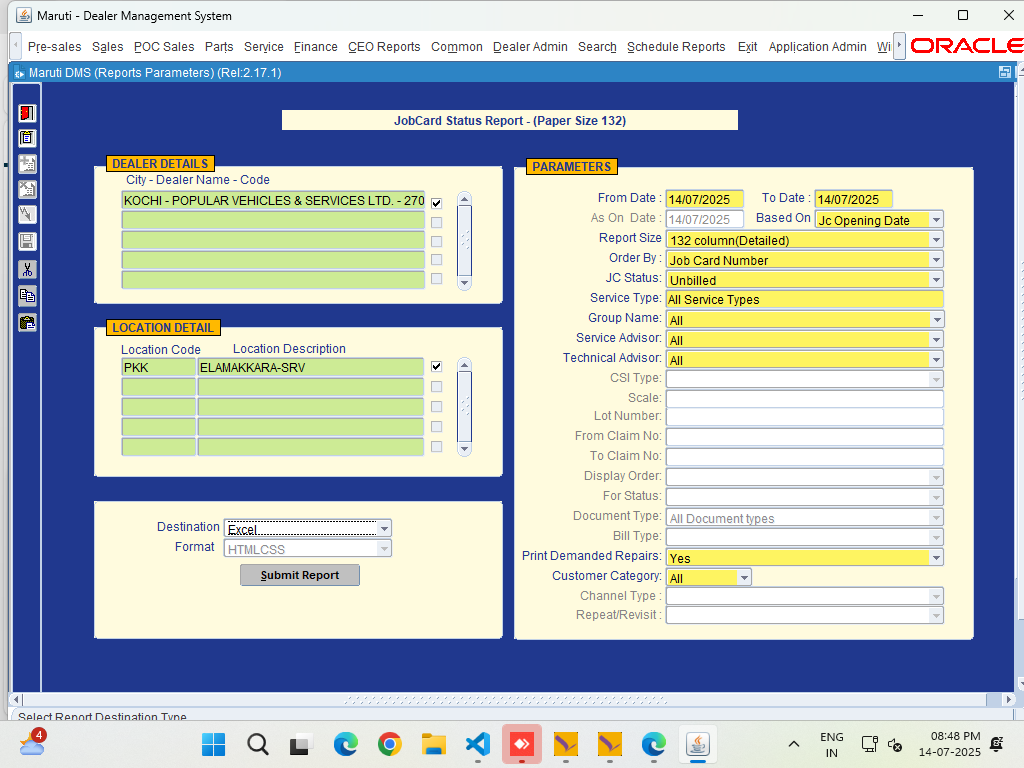 Maruti - Dealer Management System
Pre-sales Sales POC Sales Parts Service Finance CEO Reports Common Dealer Admin Search Schedule Reports Exit Application Admin Wi ORACLE
Maruti DMS (Reports Parameters) (Rel:2.17.1)
JobCard Status Report - (Paper Size 132)
DEALER DETAILS
City - Dealer Name - Code
KOCHI - POPULAR VEHICLES & SERVICES LTD. - 270
LOCATION DETAIL
Location Code Location Description
PKK ELAMAKKARA-SRV
Destination Excel
Format HTMLCSS
Submit Report
PARAMETERS
From Date : 14/07/2025 To Date : 14/07/2025
As On Date : 14/07/2025 Based On Jc Opening Date
Report Size 132 column(Detailed)
Order By : Job Card Number
JC Status: Unbilled
Service Type: All Service Types
Group Name: All
Service Advisor: All
Technical Advisor: All
CSI Type:
Scale:
Lot Number:
From Claim No:
To Claim No:
Display Order:
For Status:
Document Type: All Document types
Bill Type:
Print Demanded Repairs: Yes
Customer Category: All
Channel Type :
Repeat/Revisit :
Select Report Destination Type
4
ENG
IN
08:48 PM
14-07-2025